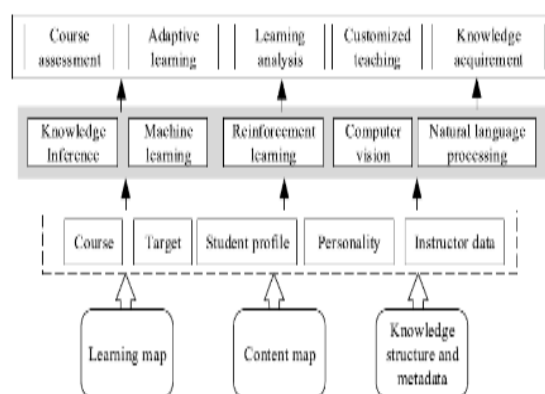 Course assessment
Adaptive learning
Learning analysis
Customized teaching
Knowledge acquirement
Knowledge Inference
Machine learning
Reinforcement learning
Computer vision
Natural language processing
Course
Target
Student profile
Personality
Instructor data
Learning map
Content map
Knowledge structure and metadata